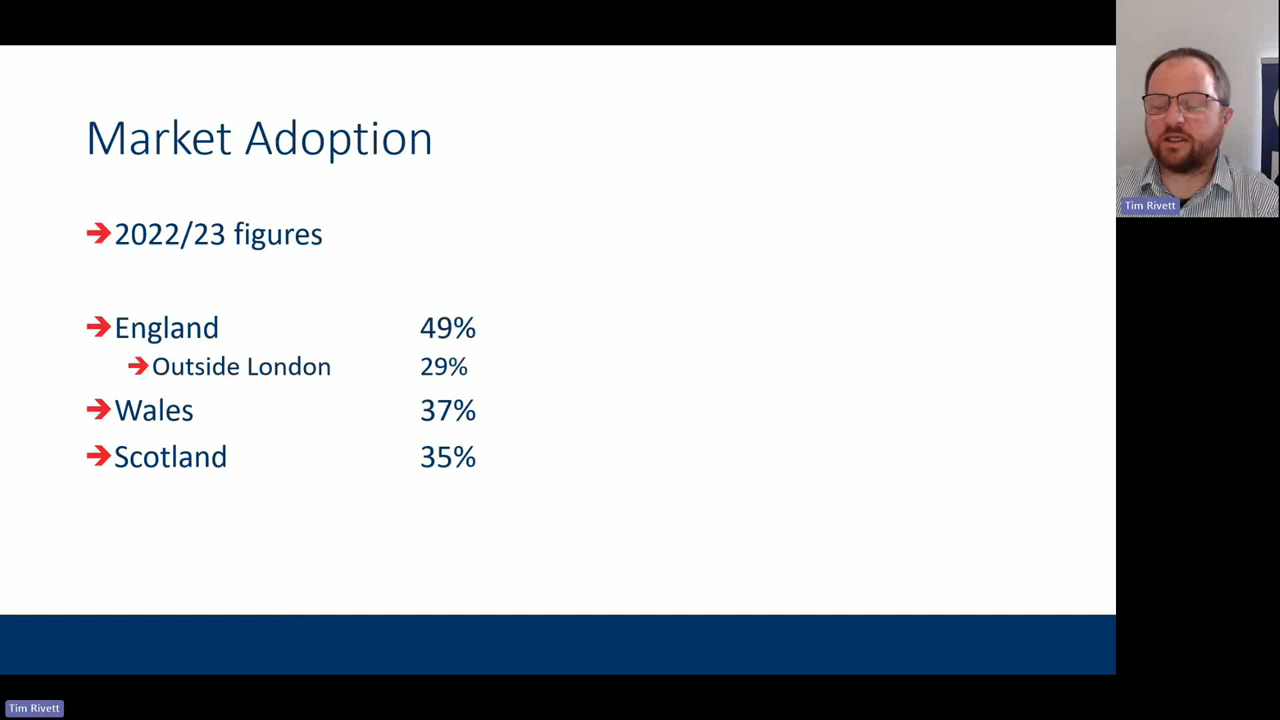 Market Adoption
➔ 2022/23 figures
➔ England 49%
➔ Outside London 29%
➔ Wales 37%
➔ Scotland 35%
Tim Rivett
Tim Rivett